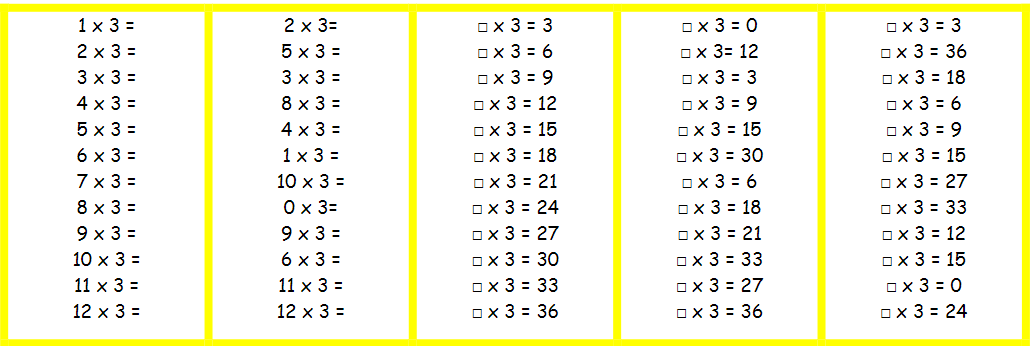 1 x 3 =
2 x 3 =
3 x 3 =
4 x 3 =
5 x 3 =
6 x 3 =
7 x 3 =
8 x 3 =
9 x 3 =
10 x 3 =
11 x 3 =
12 x 3 =
2 x 3=
5 x 3 =
3 x 3 =
8 x 3 =
4 x 3 =
1 x 3 =
10 x 3 =
0 x 3=
9 x 3 =
6 x 3 =
11 x 3 =
12 x 3 =
□ x 3 = 3
□ x 3 = 6
□ x 3 = 9
□ x 3 = 12
□ x 3 = 15
□ x 3 = 18
□ x 3 = 21
□ x 3 = 24
□ x 3 = 27
□ x 3 = 30
□ x 3 = 33
□ x 3 = 36
□ x 3 = 0
□ x 3= 12
□ x 3 = 3
□ x 3 = 9
□ x 3 = 15
□ x 3 = 30
□ x 3 = 6
□ x 3 = 18
□ x 3 = 21
□ x 3 = 33
□ x 3 = 27
□ x 3 = 36
□ x 3 = 3
□ x 3 = 36
□ x 3 = 18
□ x 3 = 6
□ x 3 = 9
□ x 3 = 15
□ x 3 = 27
□ x 3 = 33
□ x 3 = 12
□ x 3 = 15
□ x 3 = 0
□ x 3 = 24